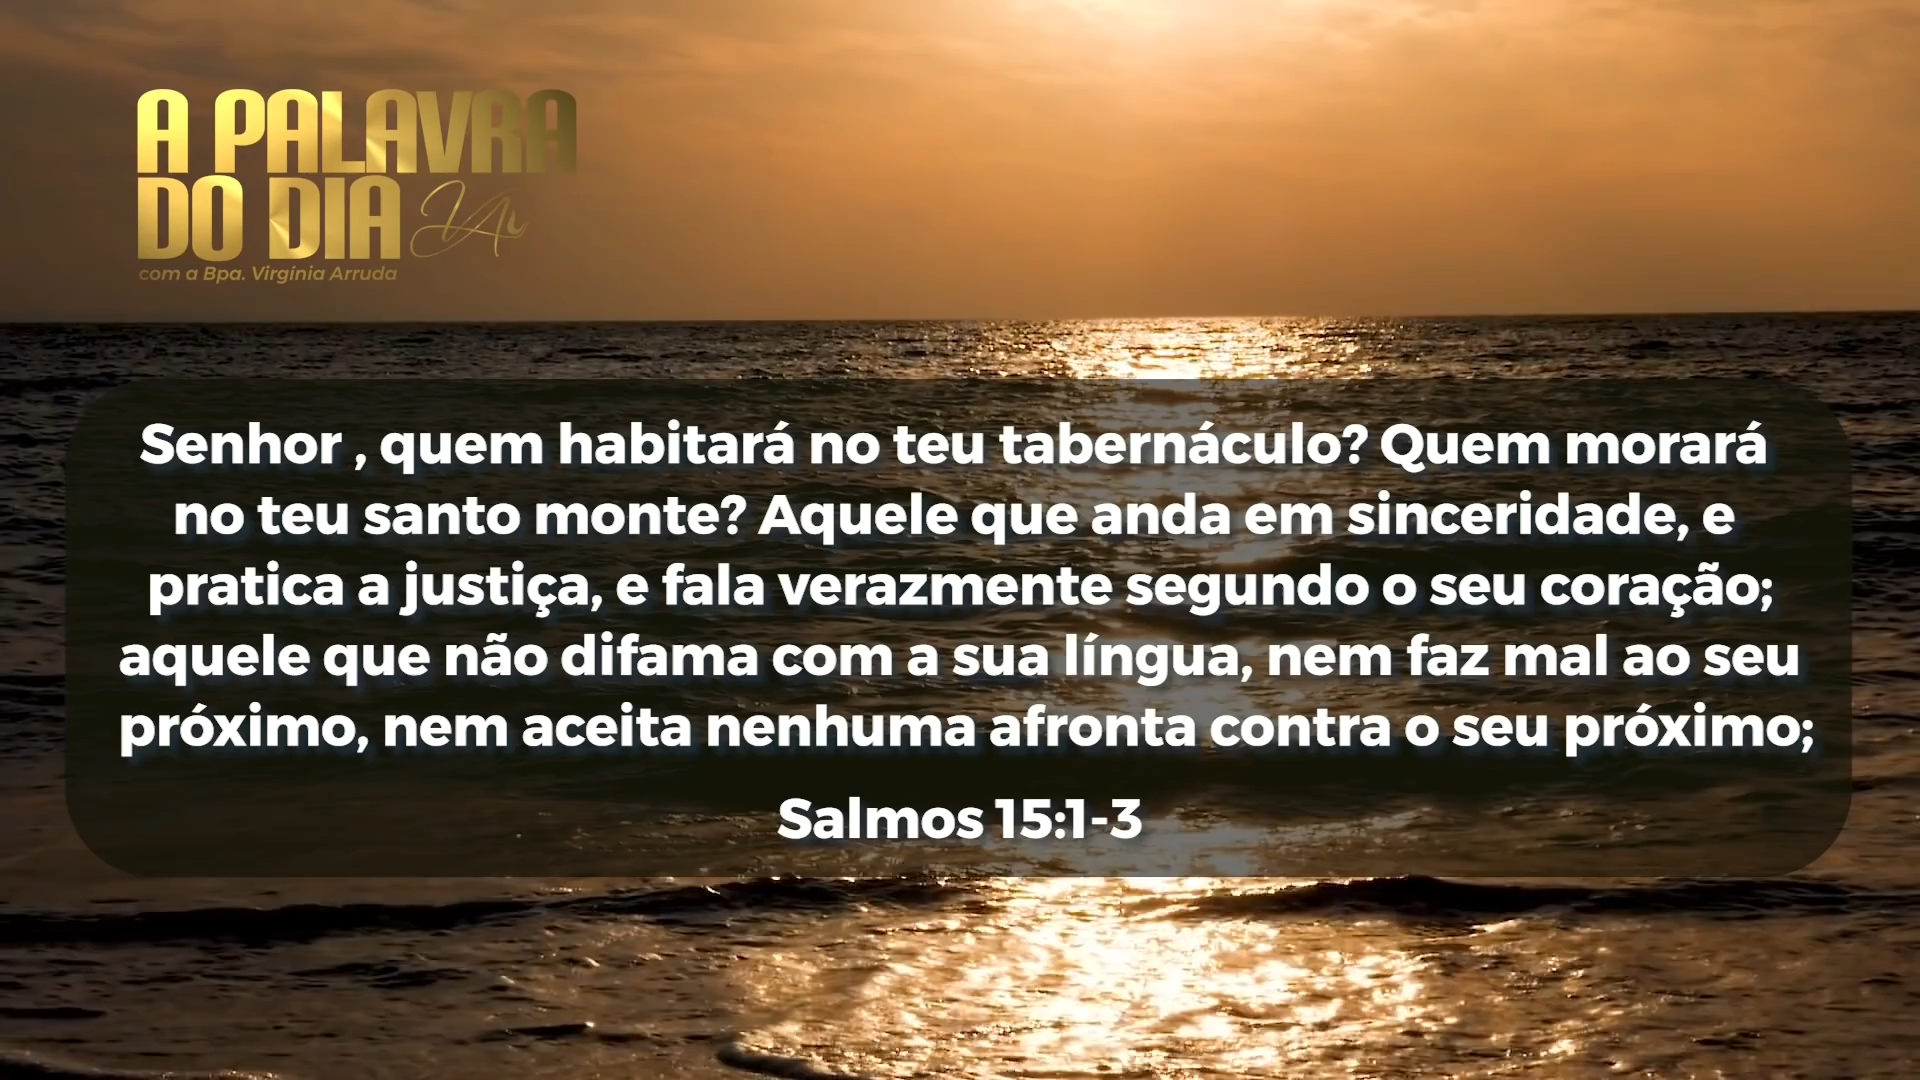 A PALAVRA
DO DIA
com a Bpa. Virgínia Arruda
Senhor , quem habitará no teu tabernáculo? Quem morará
no teu santo monte? Aquele que anda em sinceridade, e
pratica a justiça, e fala verazmente segundo o seu coração;
aquele que não difama com a sua língua, nem faz mal ao seu
próximo, nem aceita nenhuma afronta contra o seu próximo;
Salmos 15:1-3